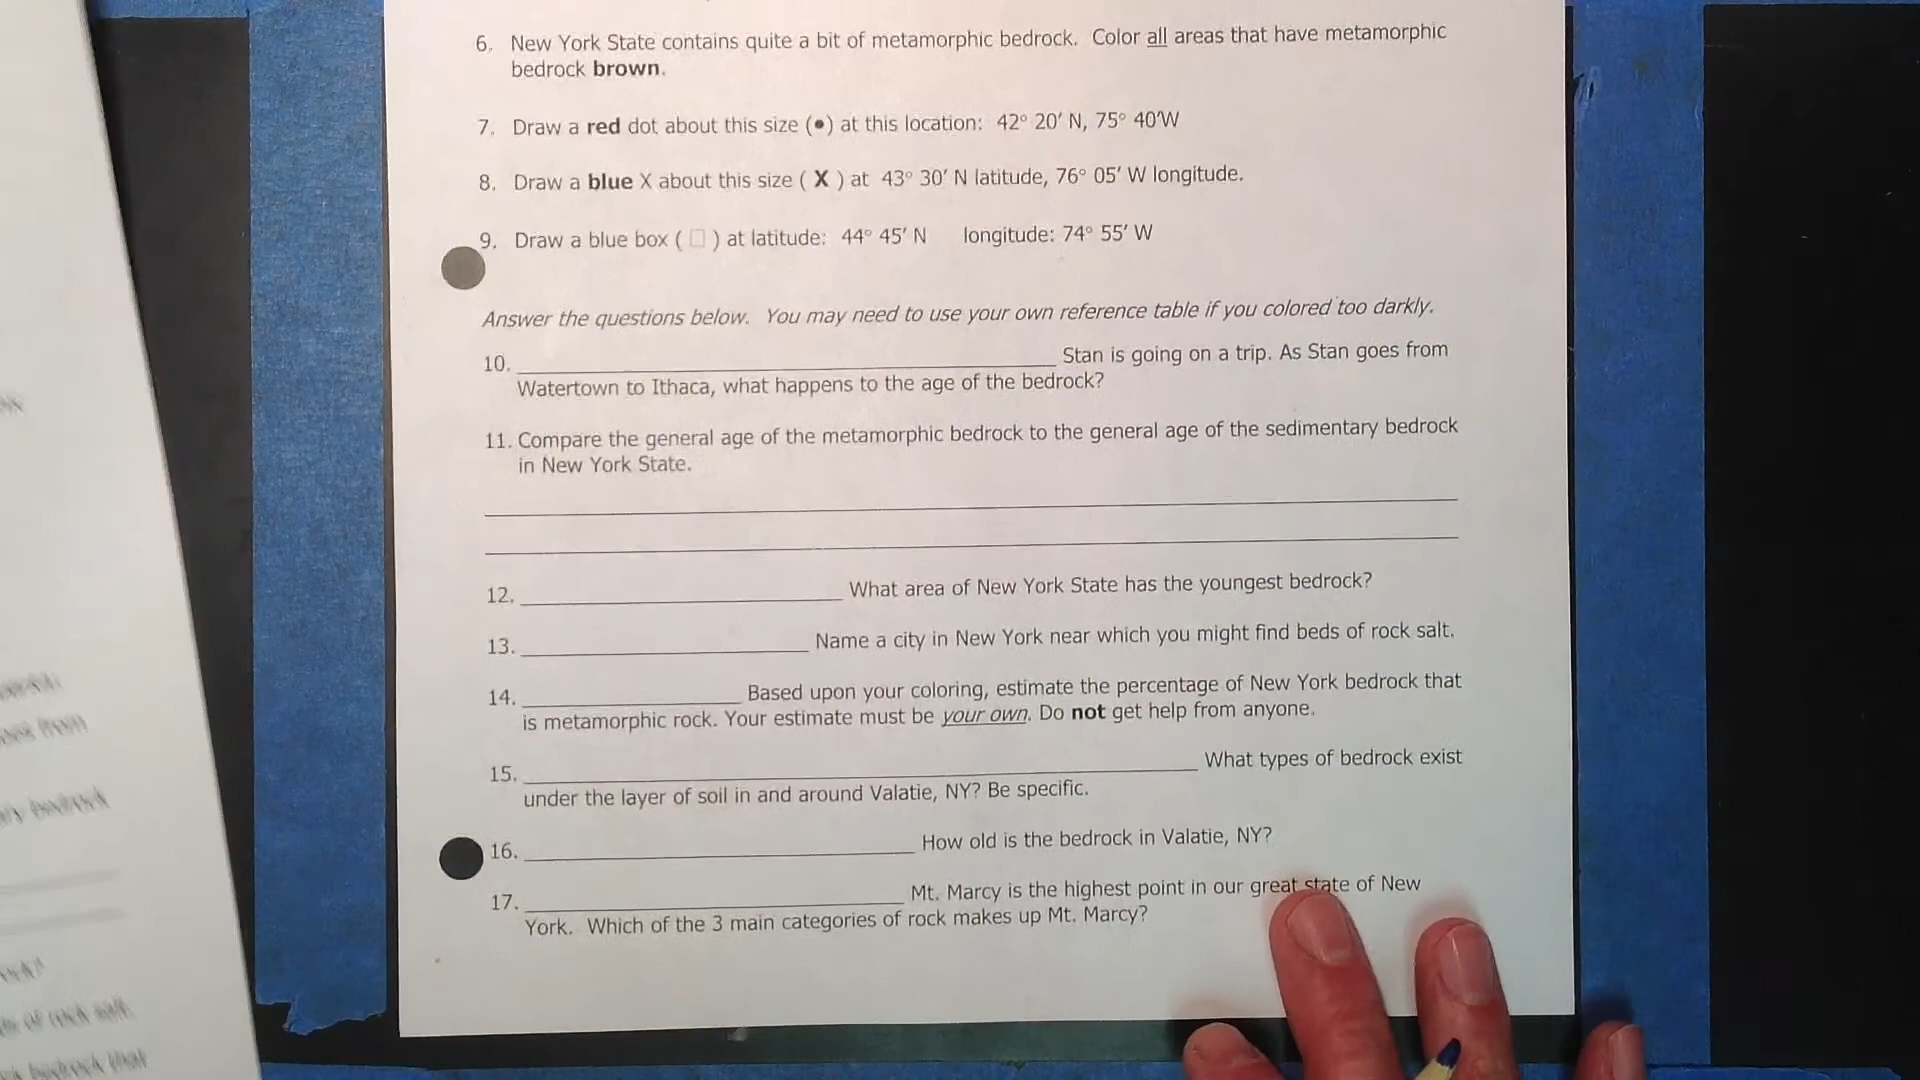 6. New York State contains quite a bit of metamorphic bedrock. Color all areas that have metamorphic
bedrock brown.
7. Draw a red dot about this size (•) at this location: 42° 20′ N, 75° 40′W
8. Draw a blue X about this size ( X ) at 43° 30′ N latitude, 76° 05′ W longitude.
9. Draw a blue box ( □ ) at latitude: 44° 45′ N longitude: 74° 55′ W
Answer the questions below. You may need to use your own reference table if you colored too darkly.
10. ______________________________ Stan is going on a trip. As Stan goes from
Watertown to Ithaca, what happens to the age of the bedrock?
11. Compare the general age of the metamorphic bedrock to the general age of the sedimentary bedrock
in New York State.
12. ____________________ What area of New York State has the youngest bedrock?
13. ____________________ Name a city in New York near which you might find beds of rock salt.
14. ________________ Based upon your coloring, estimate the percentage of New York bedrock that
is metamorphic rock. Your estimate must be your own. Do not get help from anyone.
15. ________________________________________ What types of bedrock exist
under the layer of soil in and around Valatie, NY? Be specific.
16. ________________________ How old is the bedrock in Valatie, NY?
17. ________________________ Mt. Marcy is the highest point in our great state of New
York. Which of the 3 main categories of rock makes up Mt. Marcy?